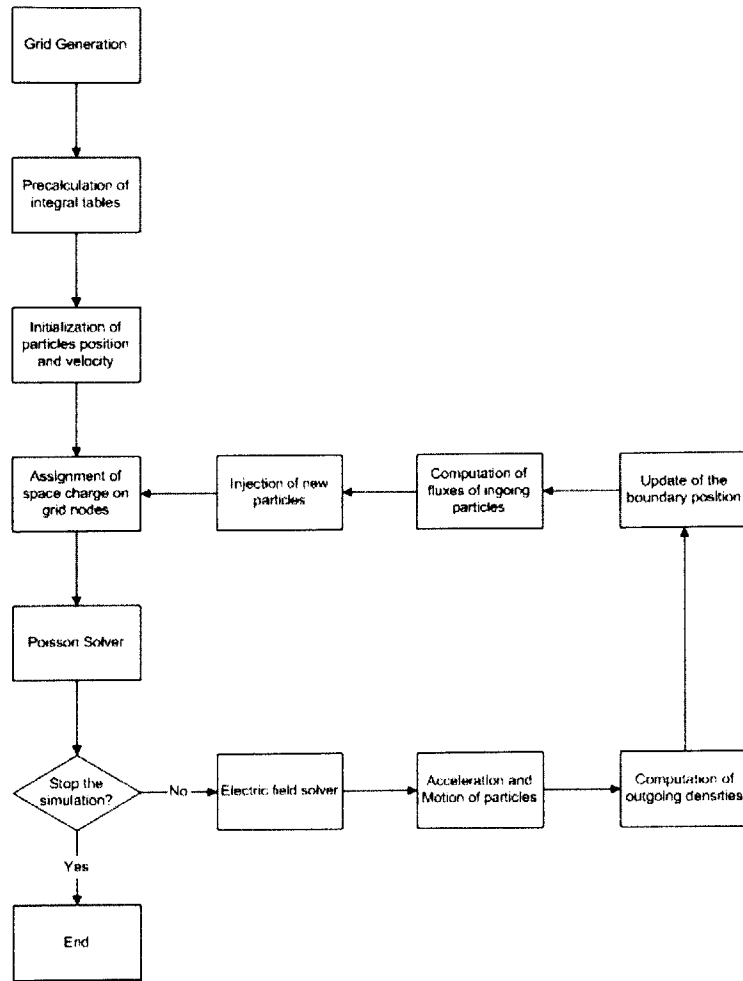 Grid Generation
Precalculation of
integral tables
Initialization of
particles position
and velocity
Assignment of
space charge on
grid nodes
Injection of new
particles
Computation of
fluxes of ingoing
particles
Update of the
boundary position
Poisson Solver
Stop the
simulation?
No
Electric field solver
Acceleration and
Motion of particles
Computation of
outgoing densities
Yes
End